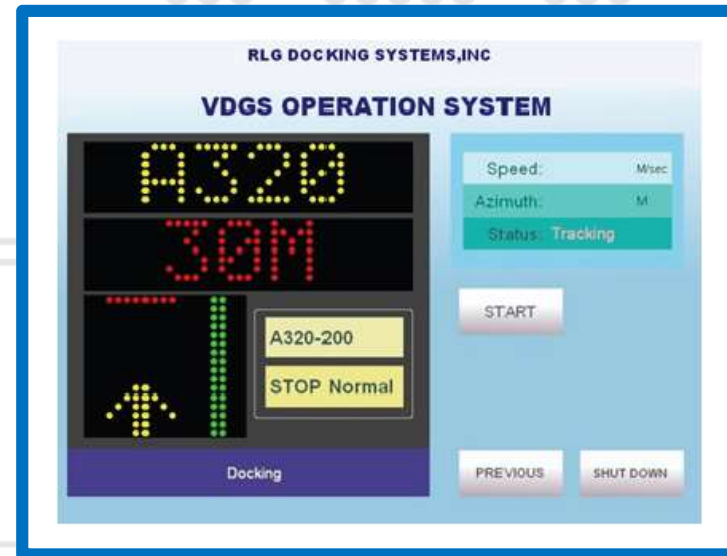 RLG DOCKING SYSTEMS,INC
VDGS OPERATION SYSTEM
A320
30M
A320-200
STOP Normal
Docking
Speed: M/sec
Azimuth: M
Status: Tracking
START
PREVIOUS
SHUT DOWN